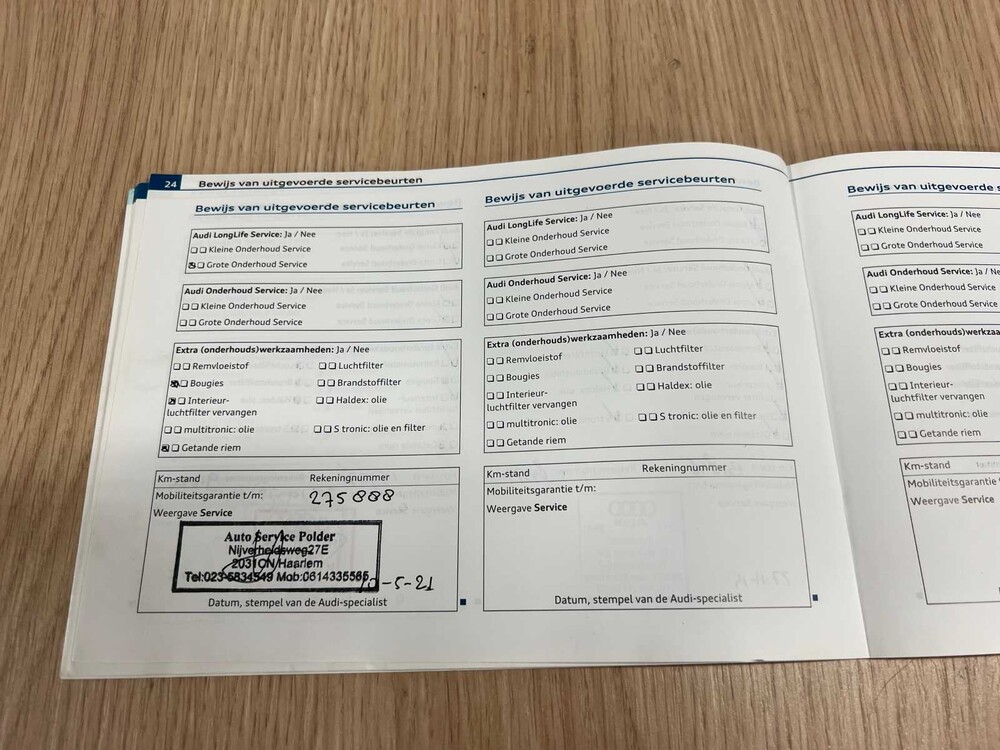 24 Bewijs van uitgevoerde servicebeurten
Bewijs van uitgevoerde servicebeurten
Audi LongLife Service: Ja / Nee
Kleine Onderhoud Service
Grote Onderhoud Service
Audi Onderhoud Service: Ja / Nee
Kleine Onderhoud Service
Grote Onderhoud Service
Extra (onderhouds)werkzaamheden: Ja / Nee
Remvloeistof Luchtfilter
Bougies Brandstoffilter
Interieur- Haldex: olie
luchtfilter vervangen
multitronic: olie S tronic: olie en filter
Getande riem
Km-stand Rekeningnummer
Mobiliteitsgarantie t/m: 275888
Weergave Service
Auto Service Polder
Nijverheidsweg27E
2031CN Haarlem
Tel:023-5834549 Mob:0614335565
-5-21
Datum, stempel van de Audi-specialist
Bewijs van uitgevoerde servicebeurten
Audi LongLife Service: Ja / Nee
Kleine Onderhoud Service
Grote Onderhoud Service
Audi Onderhoud Service: Ja / Nee
Kleine Onderhoud Service
Grote Onderhoud Service
Extra (onderhouds)werkzaamheden: Ja / Nee
Remvloeistof Luchtfilter
Bougies Brandstoffilter
Interieur- Haldex: olie
luchtfilter vervangen
multitronic: olie S tronic: olie en filter
Getande riem
Km-stand Rekeningnummer
Mobiliteitsgarantie t/m:
Weergave Service
Datum, stempel van de Audi-specialist
Bewijs van uitgevoerde s
Audi LongLife Service: Ja / Nee
Kleine Onderhoud Service
Grote Onderhoud Service
Audi Onderhoud Service: Ja / N
Kleine Onderhoud Service
Grote Onderhoud Service
Extra (onderhouds)werkzaa
Remvloeistof
Bougies
Interieur-
luchtfilter vervangen
multitronic: olie
Getande riem
Km-stand
Mobiliteitsgarantie
Weergave Service